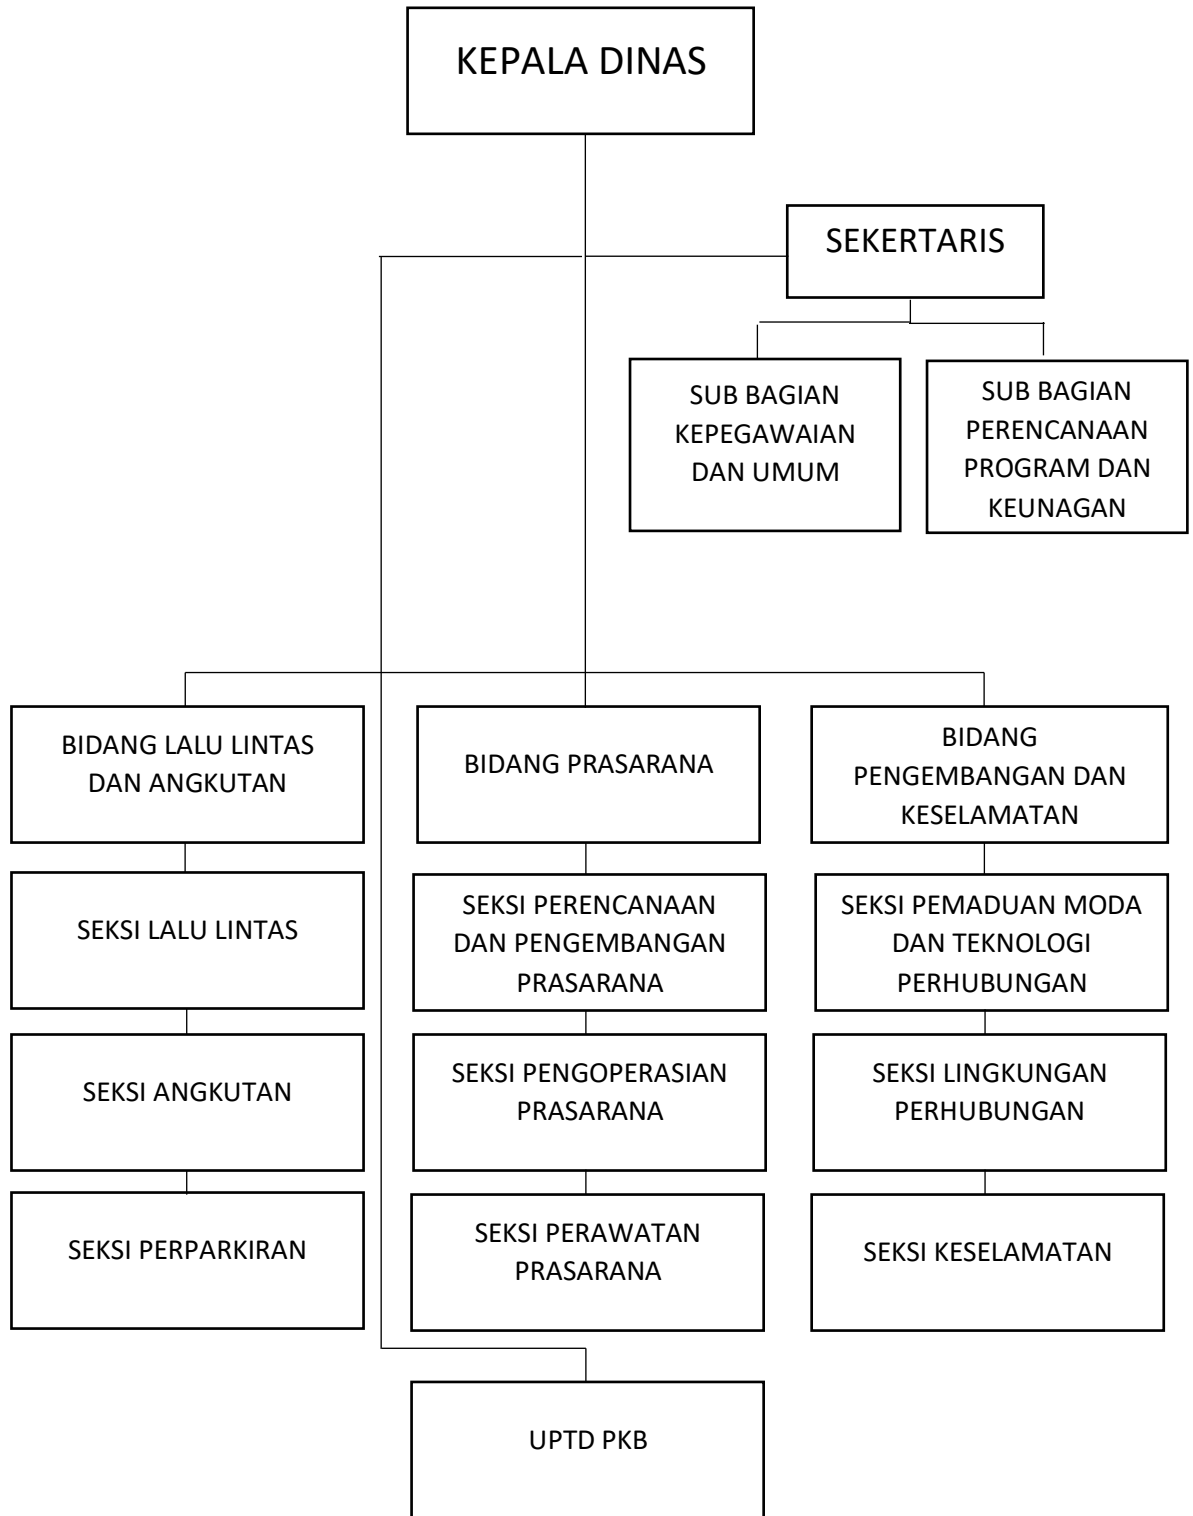 KEPALA DINAS
SEKERTARIS
SUB BAGIAN
KEPEGAWAIAN
DAN UMUM
SUB BAGIAN
PERENCANAAN
PROGRAM DAN
KEUNAGAN
BIDANG LALU LINTAS
DAN ANGKUTAN
BIDANG PRASARANA
BIDANG
PENGEMBANGAN DAN
KESELAMATAN
SEKSI LALU LINTAS
SEKSI PERENCANAAN
DAN PENGEMBANGAN
PRASARANA
SEKSI PEMADUAN MODA
DAN TEKNOLOGI
PERHUBUNGAN
SEKSI ANGKUTAN
SEKSI PENGOPERASIAN
PRASARANA
SEKSI LINGKUNGAN
PERHUBUNGAN
SEKSI PERPARKIRAN
SEKSI PERAWATAN
PRASARANA
SEKSI KESELAMATAN
UPTD PKB